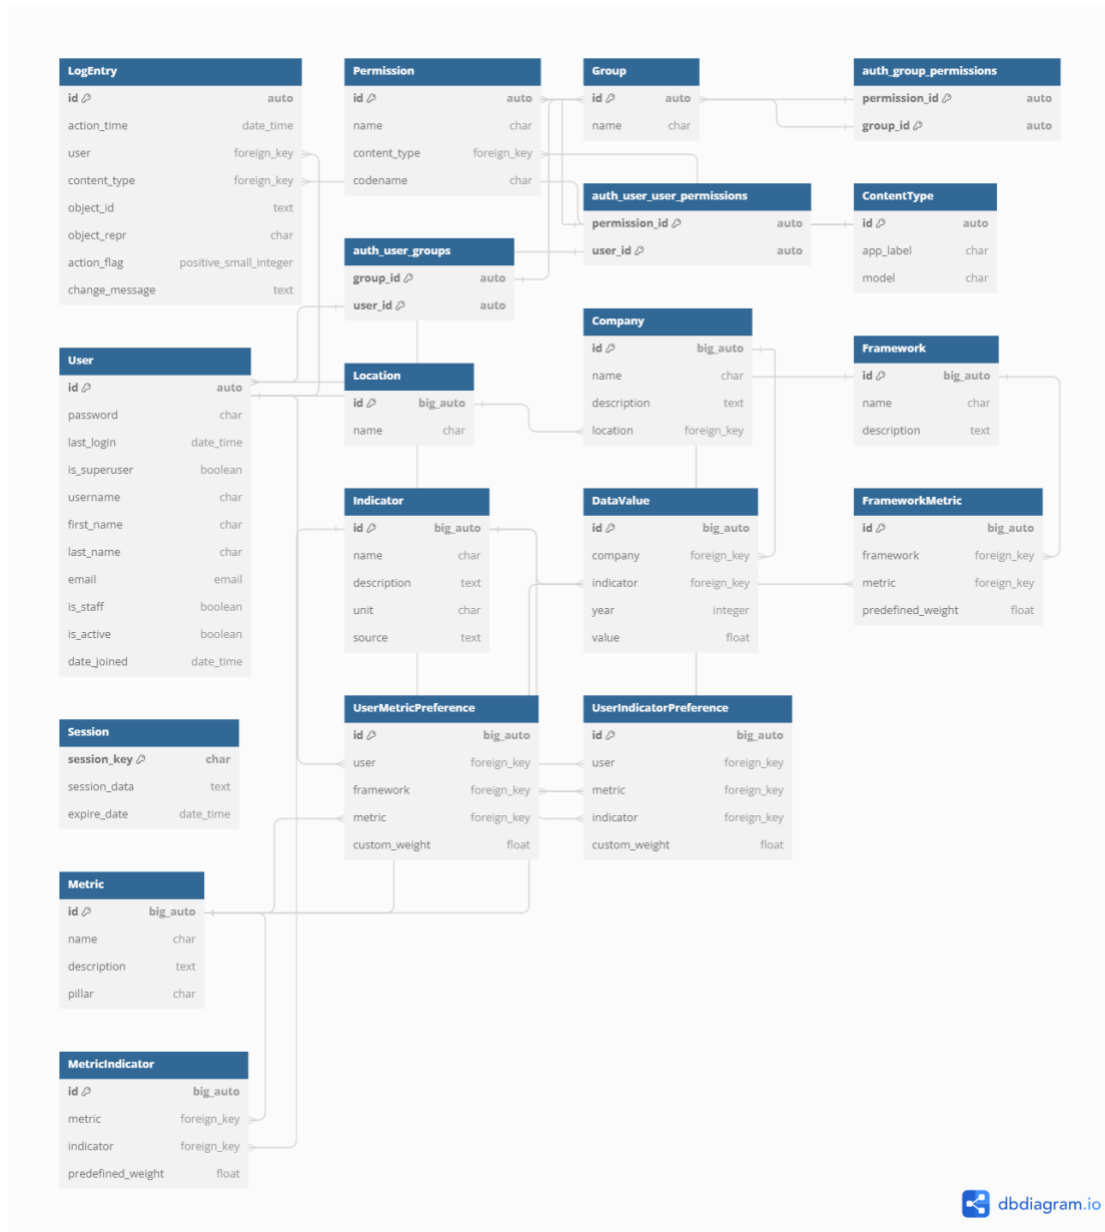 LogEntry
id auto
action_time date_time
user foreign_key
content_type foreign_key
object_id text
object_repr char
action_flag positive_small_integer
change_message text
Permission
id auto
name char
content_type foreign_key
codename char
Group
id auto
name char
auth_group_permissions
permission_id auto
group_id auto
auth_user_user_permissions
permission_id auto
user_id auto
ContentType
id auto
app_label char
model char
auth_user_groups
group_id auto
user_id auto
Company
id big_auto
name char
description text
location foreign_key
Framework
id big_auto
name char
description text
User
id auto
password char
last_login date_time
is_superuser boolean
username char
first_name char
last_name char
email email
is_staff boolean
is_active boolean
date_joined date_time
Location
id big_auto
name char
Indicator
id big_auto
name char
description text
unit char
source text
DataValue
id big_auto
company foreign_key
indicator foreign_key
year integer
value float
FrameworkMetric
id big_auto
framework foreign_key
metric foreign_key
predefined_weight float
UserMetricPreference
id big_auto
user foreign_key
framework foreign_key
metric foreign_key
custom_weight float
UserIndicatorPreference
id big_auto
user foreign_key
metric foreign_key
indicator foreign_key
custom_weight float
Session
session_key char
session_data text
expire_date date_time
Metric
id big_auto
name char
description text
pillar char
MetricIndicator
id big_auto
metric foreign_key
indicator foreign_key
predefined_weight float
dbdiagram.io